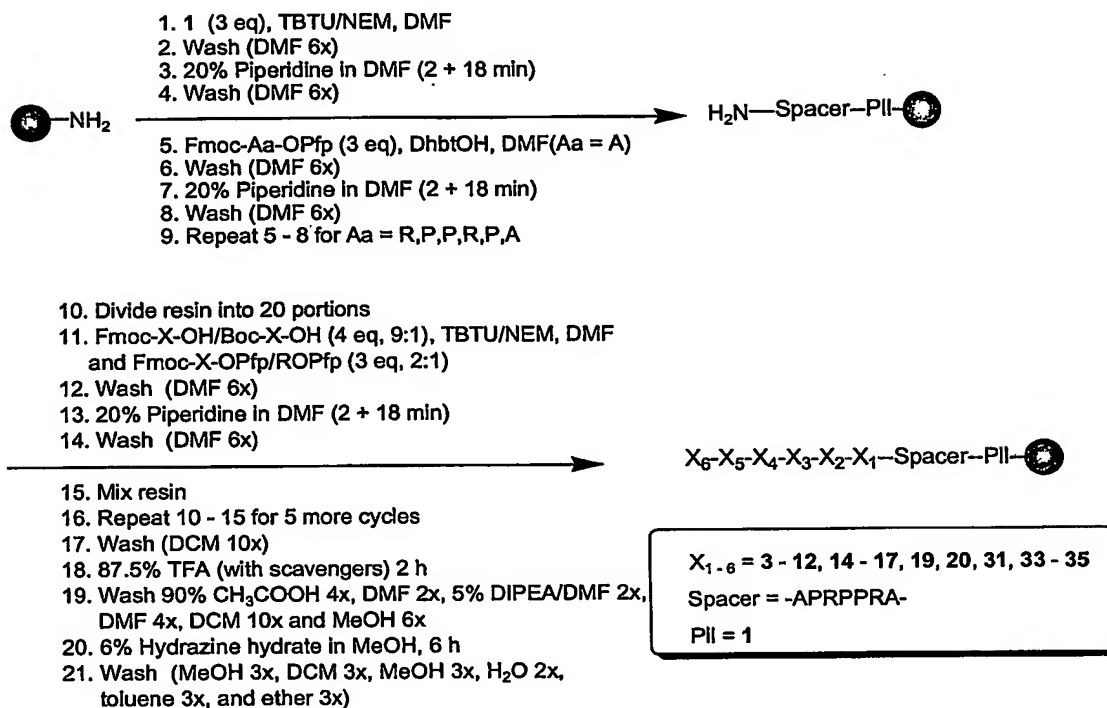 1. 1 (3 eq), TBTU/NEM, DMF
2. Wash (DMF 6x)
3. 20% Piperidine in DMF (2 + 18 min)
4. Wash (DMF 6x)
NH2
H2N—Spacer–Pll
5. Fmoc-Aa-OPfp (3 eq), DhbtOH, DMF(Aa = A)
6. Wash (DMF 6x)
7. 20% Piperidine in DMF (2 + 18 min)
8. Wash (DMF 6x)
9. Repeat 5 - 8 for Aa = R,P,P,R,P,A
10. Divide resin into 20 portions
11. Fmoc-X-OH/Boc-X-OH (4 eq, 9:1), TBTU/NEM, DMF
and Fmoc-X-OPfp/ROPfp (3 eq, 2:1)
12. Wash (DMF 6x)
13. 20% Piperidine in DMF (2 + 18 min)
14. Wash (DMF 6x)
X6-X5-X4-X3-X2-X1–Spacer–Pll
15. Mix resin
16. Repeat 10 - 15 for 5 more cycles
17. Wash (DCM 10x)
18. 87.5% TFA (with scavengers) 2 h
19. Wash 90% CH3COOH 4x, DMF 2x, 5% DIPEA/DMF 2x,
DMF 4x, DCM 10x and MeOH 6x
20. 6% Hydrazine hydrate in MeOH, 6 h
21. Wash (MeOH 3x, DCM 3x, MeOH 3x, H2O 2x,
toluene 3x, and ether 3x)
X1-6 = 3 - 12, 14 - 17, 19, 20, 31, 33 - 35
Spacer = -APRPPRA-
Pll = 1